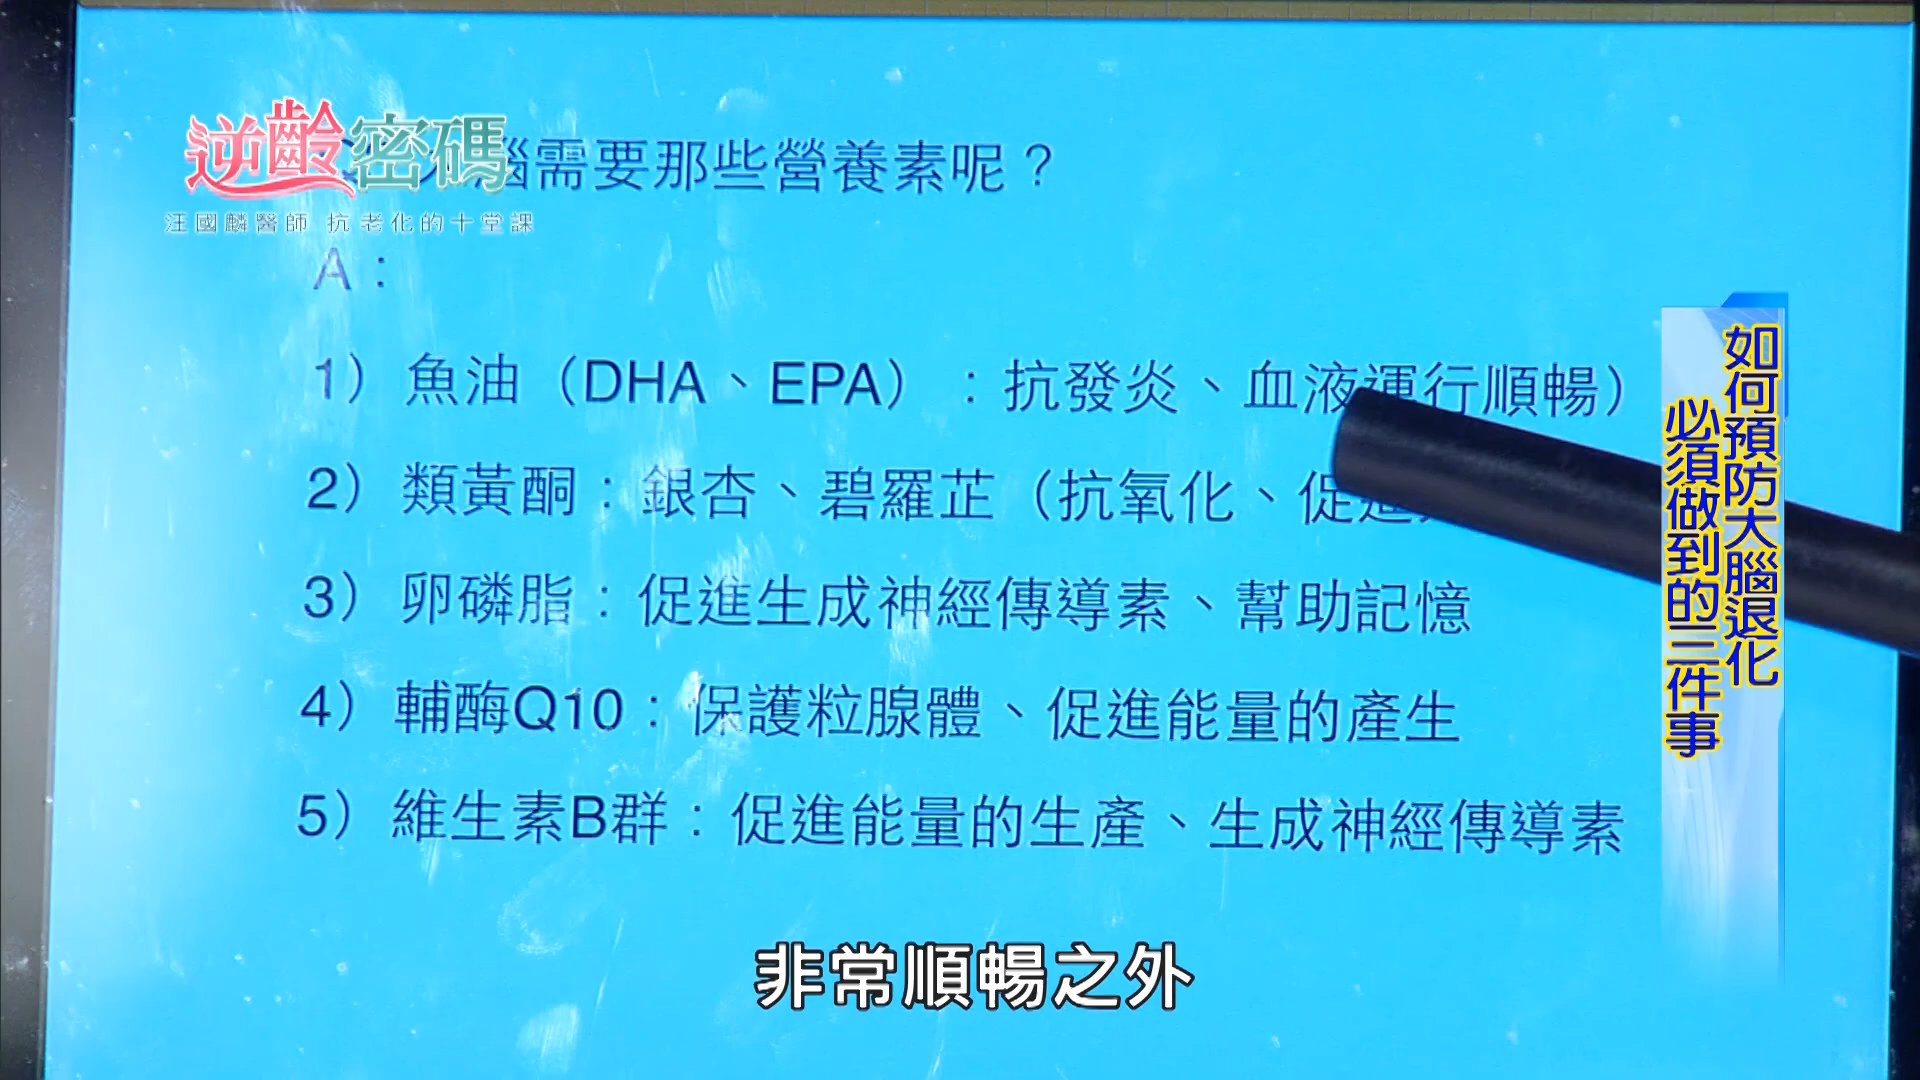 逆齡密碼
汪國麟醫師 抗老化的十堂課
腦需要那些營養素呢？
A：
1）魚油（DHA、EPA）：抗發炎、血液運行順暢）
2）類黃酮：銀杏、碧羅芷（抗氧化、促進
3）卵磷脂：促進生成神經傳導素、幫助記憶
4）輔酶Q10：保護粒腺體、促進能量的產生
5）維生素B群：促進能量的生產、生成神經傳導素
如何預防大腦退化
必須做到的三件事
非常順暢之外